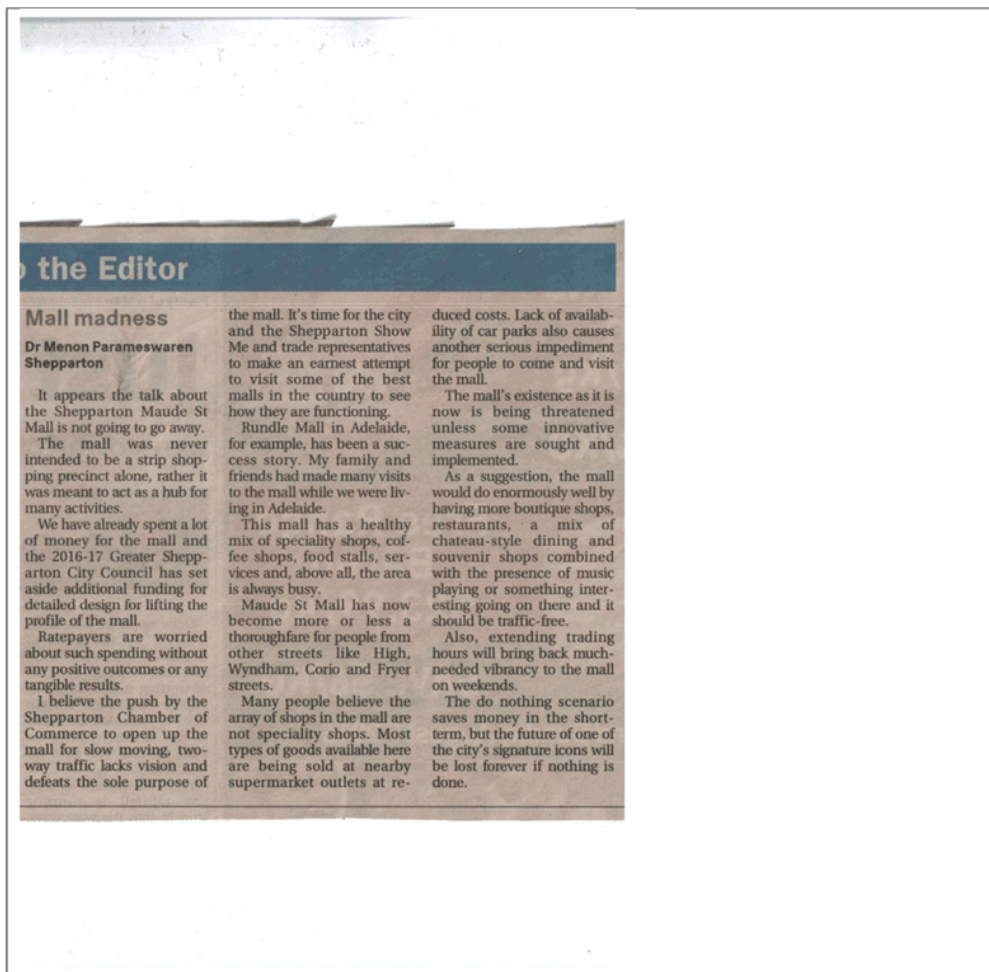 the Editor
Mall madness
Dr Menon Parameswaren
Shepparton
It appears the talk about
the Shepparton Maude St
Mall is not going to go away.
The mall was never
intended to be a strip shop-
ping precinct alone, rather it
was meant to act as a hub for
many activities.
We have already spent a lot
of money for the mall and
the 2016-17 Greater Shepp-
arton City Council has set
aside additional funding for
detailed design for lifting the
profile of the mall.
Ratepayers are worried
about such spending without
any positive outcomes or any
tangible results.
I believe the push by the
Shepparton Chamber of
Commerce to open up the
mall for slow moving, two-
way traffic lacks vision and
defeats the sole purpose of
the mall. It's time for the city
and the Shepparton Show
Me and trade representatives
to make an earnest attempt
to visit some of the best
malls in the country to see
how they are functioning.
Rundle Mall in Adelaide,
for example, has been a suc-
cess story. My family and
friends had made many visits
to the mall while we were liv-
ing in Adelaide.
This mall has a healthy
mix of speciality shops, cof-
fee shops, food stalls, ser-
vices and, above all, the area
is always busy.
Maude St Mall has now
become more or less a
thoroughfare for people from
other streets like High,
Wyndham, Corio and Fryer
streets.
Many people believe the
array of shops in the mall are
not speciality shops. Most
types of goods available here
are being sold at nearby
supermarket outlets at re-
duced costs. Lack of availab-
ility of car parks also causes
another serious impediment
for people to come and visit
the mall.
The mall's existence as it is
now is being threatened
unless some innovative
measures are sought and
implemented.
As a suggestion, the mall
would do enormously well by
having more boutique shops,
restaurants, a mix of
chateau-style dining and
souvenir shops combined
with the presence of music
playing or something inter-
esting going on there and it
should be traffic-free.
Also, extending trading
hours will bring back much-
needed vibrancy to the mall
on weekends.
The do nothing scenario
saves money in the short-
term, but the future of one of
the city's signature icons will
be lost forever if nothing is
done.